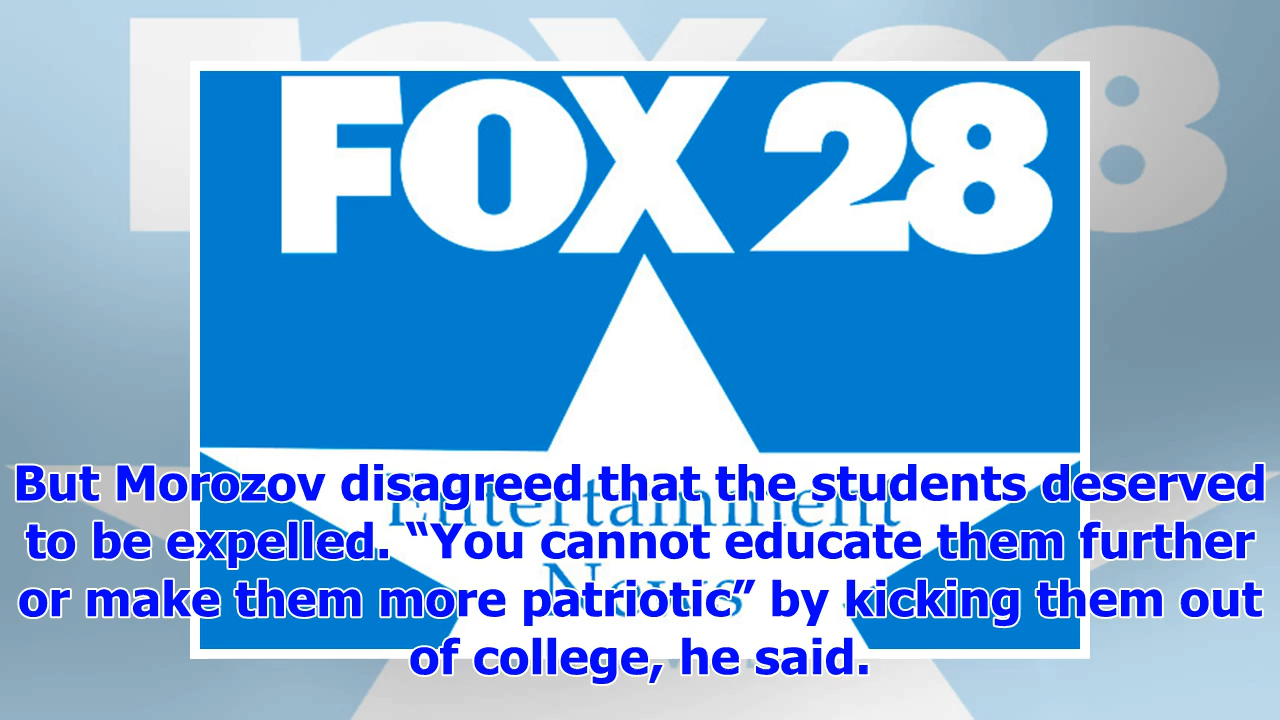 FOX 28
Entertainment
News
But Morozov disagreed that the students deserved
to be expelled. “You cannot educate them further
or make them more patriotic” by kicking them out
of college, he said.